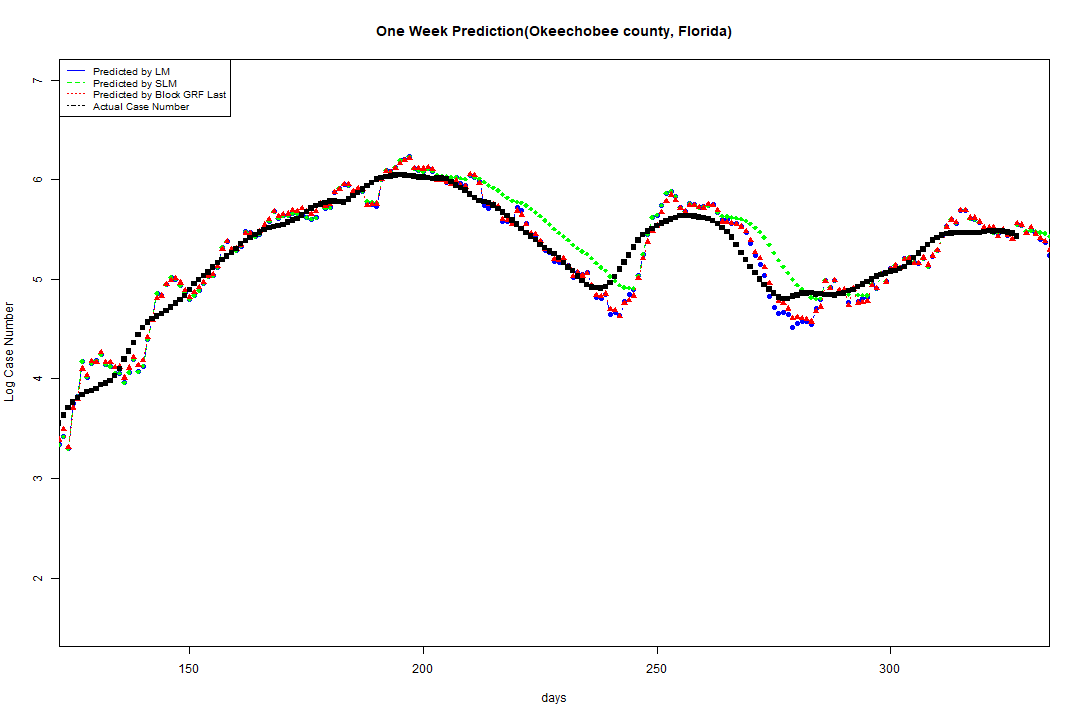 One Week Prediction(Okeechobee county, Florida)
Predicted by LM
Predicted by SLM
Predicted by Block GRF Last
Actual Case Number
7
6
5
4
3
2
Log Case Number
150 200 250 300
days